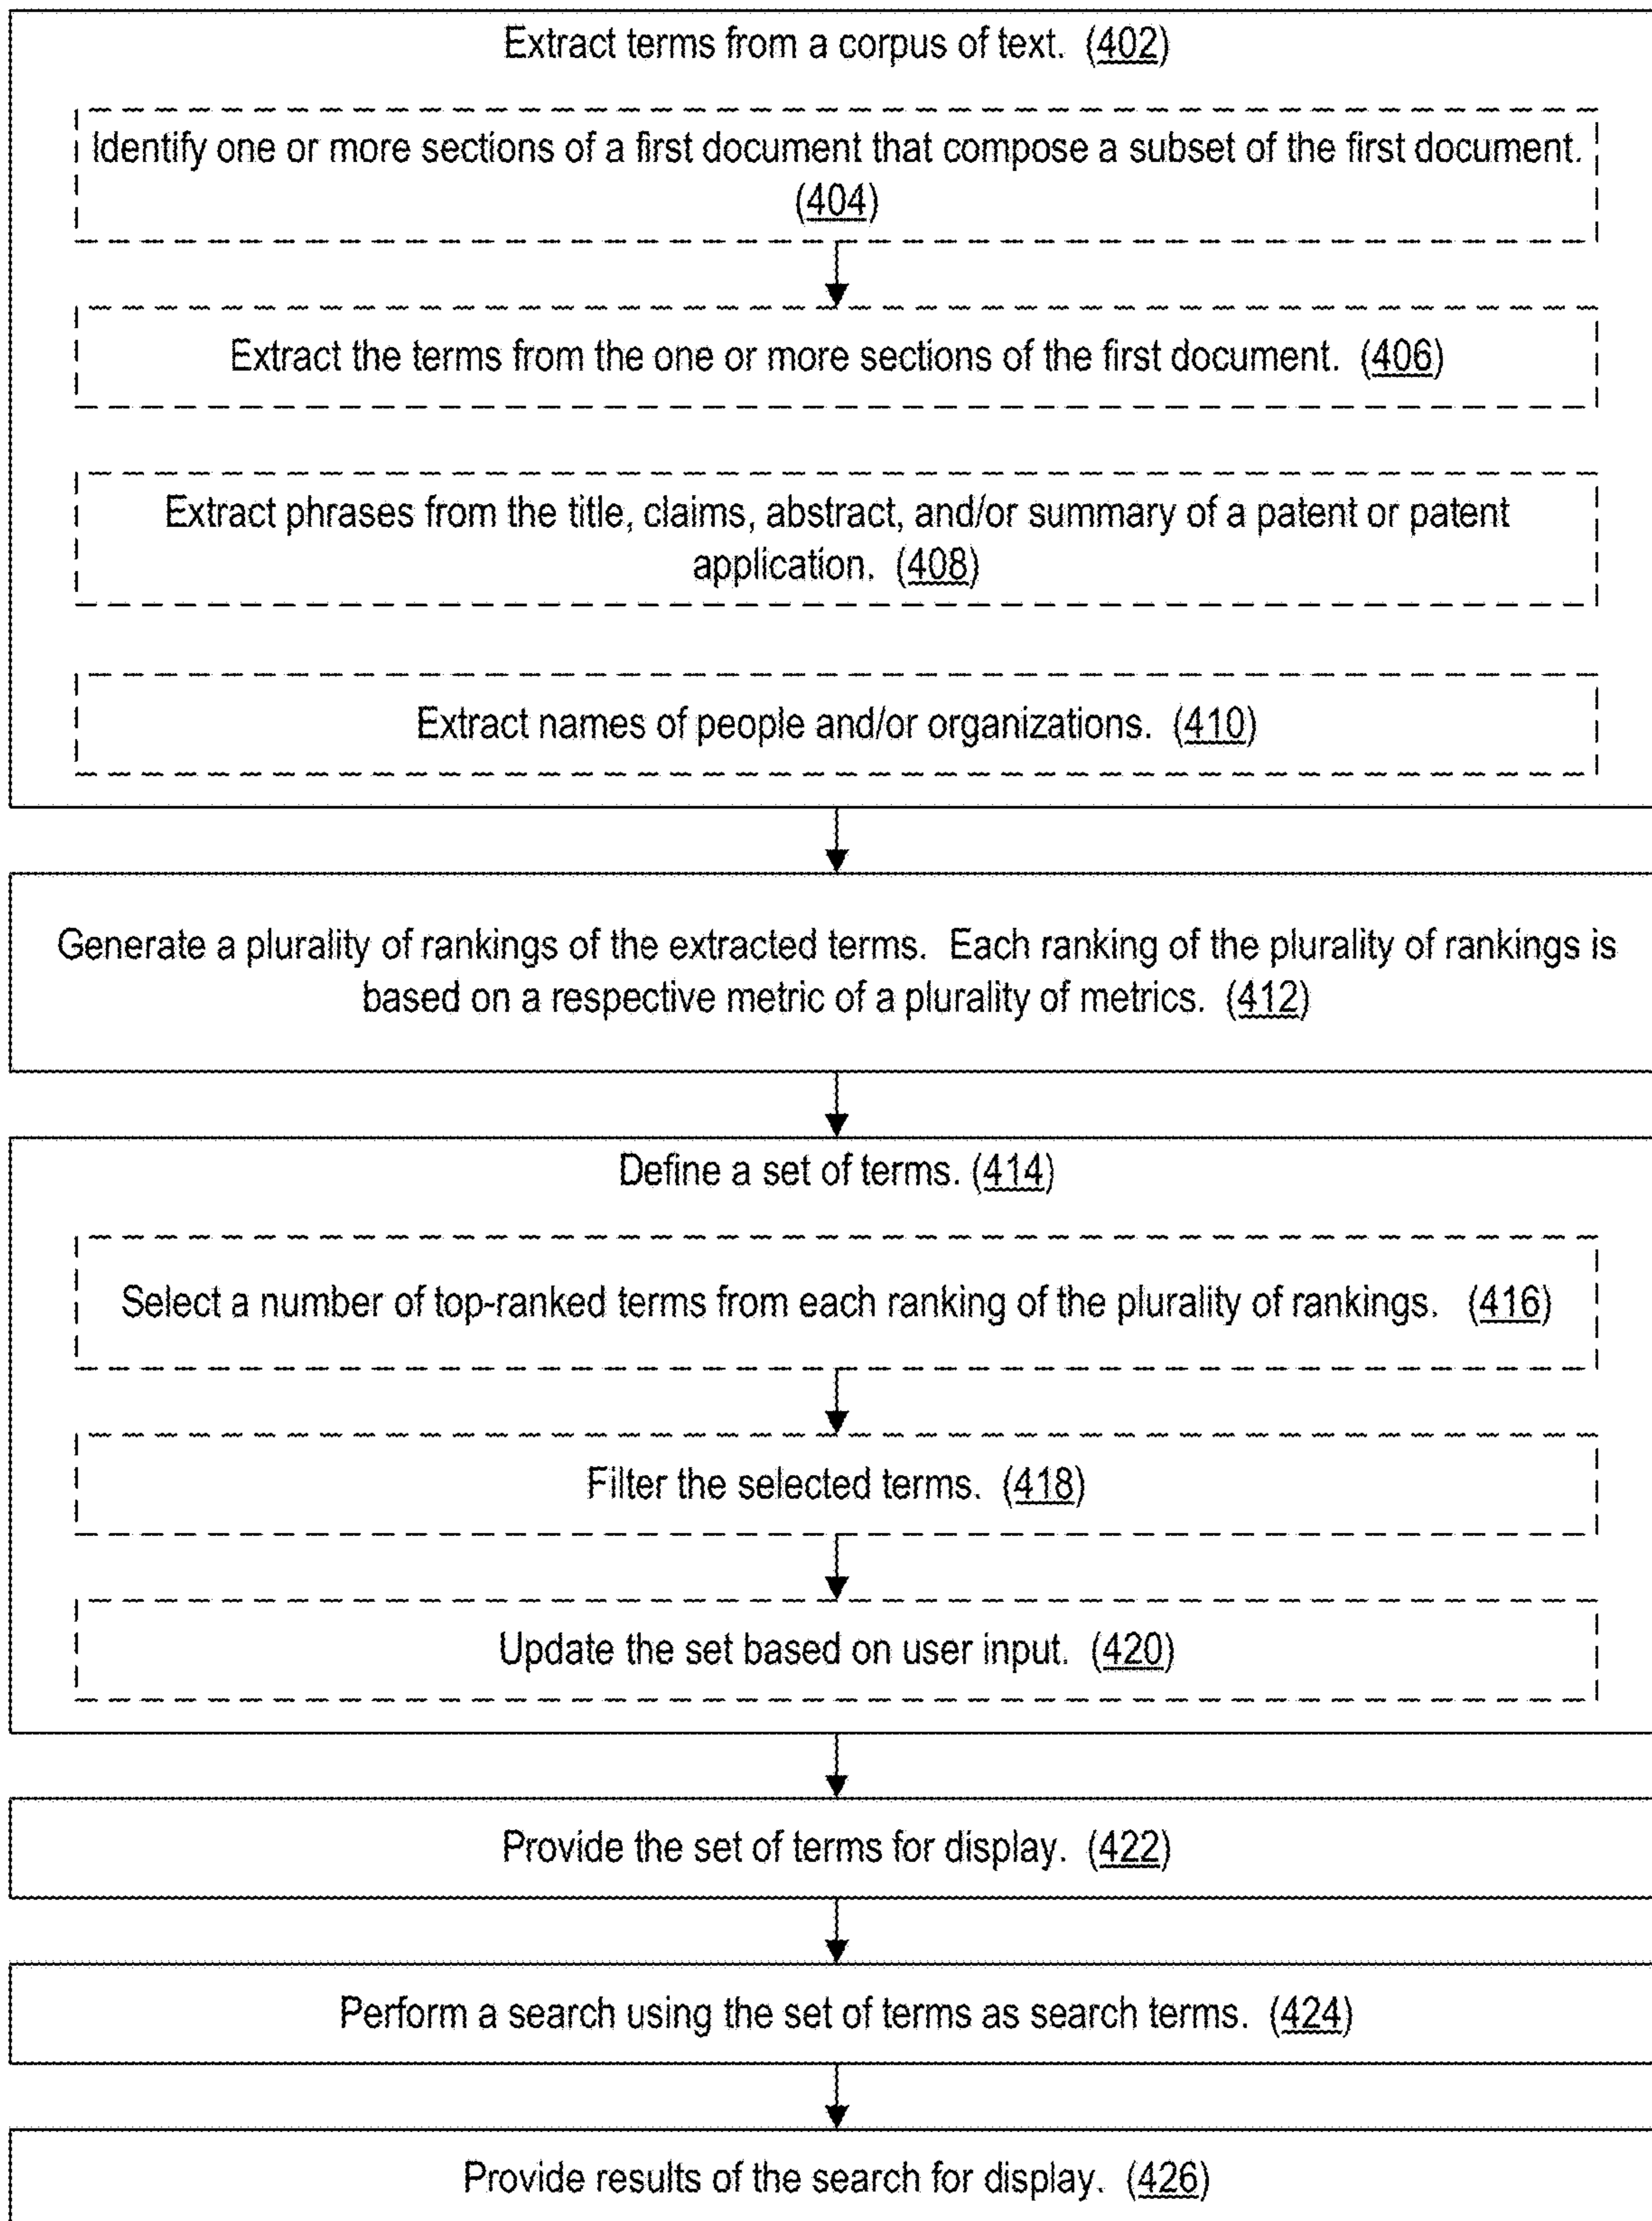 Extract terms from a corpus of text. (402)
Identify one or more sections of a first document that compose a subset of the first document.
(404)
Extract the terms from the one or more sections of the first document. (406)
Extract phrases from the title, claims, abstract, and/or summary of a patent or patent
application. (408)
Extract names of people and/or organizations. (410)
Generate a plurality of rankings of the extracted terms. Each ranking of the plurality of rankings is
based on a respective metric of a plurality of metrics. (412)
Define a set of terms. (414)
Select a number of top-ranked terms from each ranking of the plurality of rankings. (416)
Filter the selected terms. (418)
Update the set based on user input. (420)
Provide the set of terms for display. (422)
Perform a search using the set of terms as search terms. (424)
Provide results of the search for display. (426)